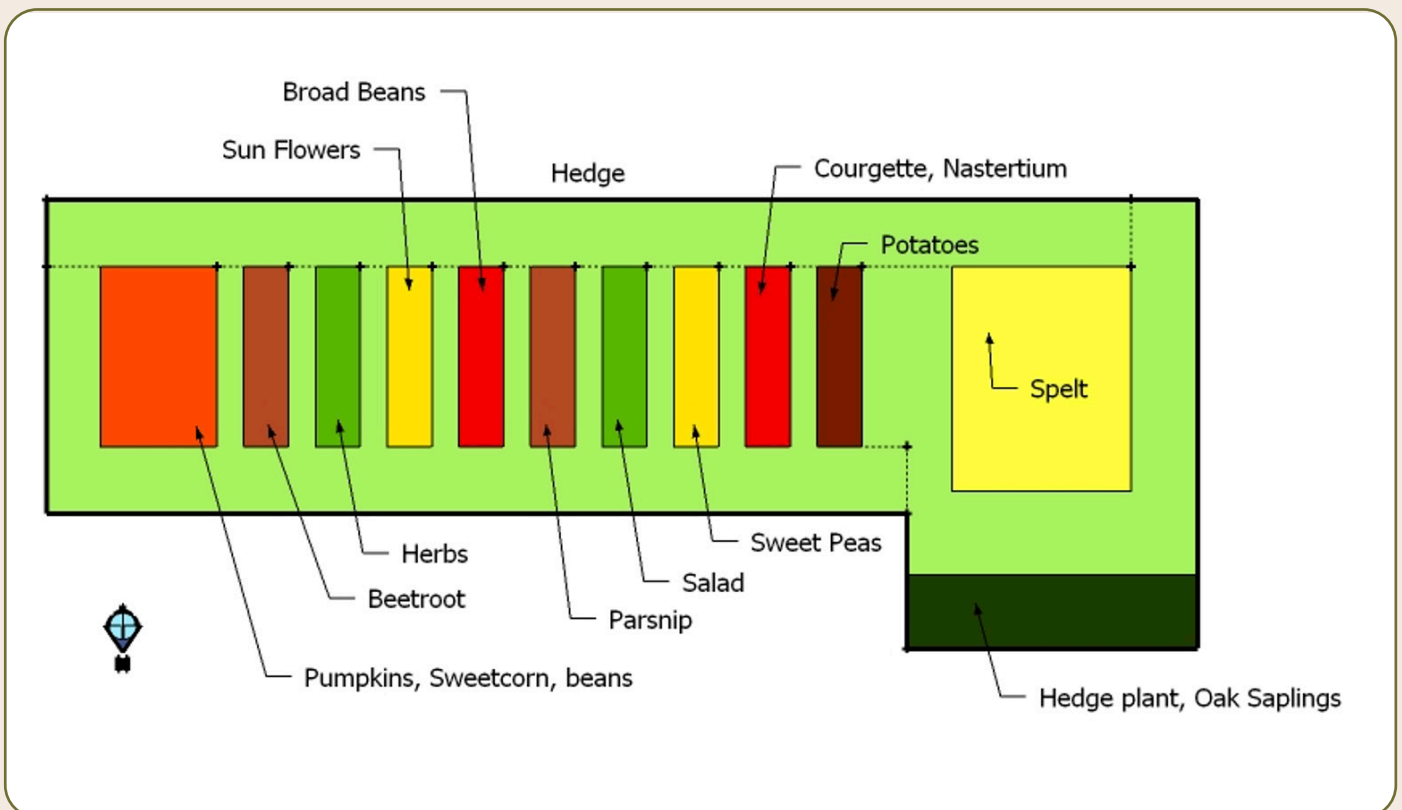 Broad Beans
Sun Flowers
Hedge
Courgette, Nastertium
Potatoes
Spelt
Sweet Peas
Herbs
Salad
Beetroot
Parsnip
Pumpkins, Sweetcorn, beans
Hedge plant, Oak Saplings